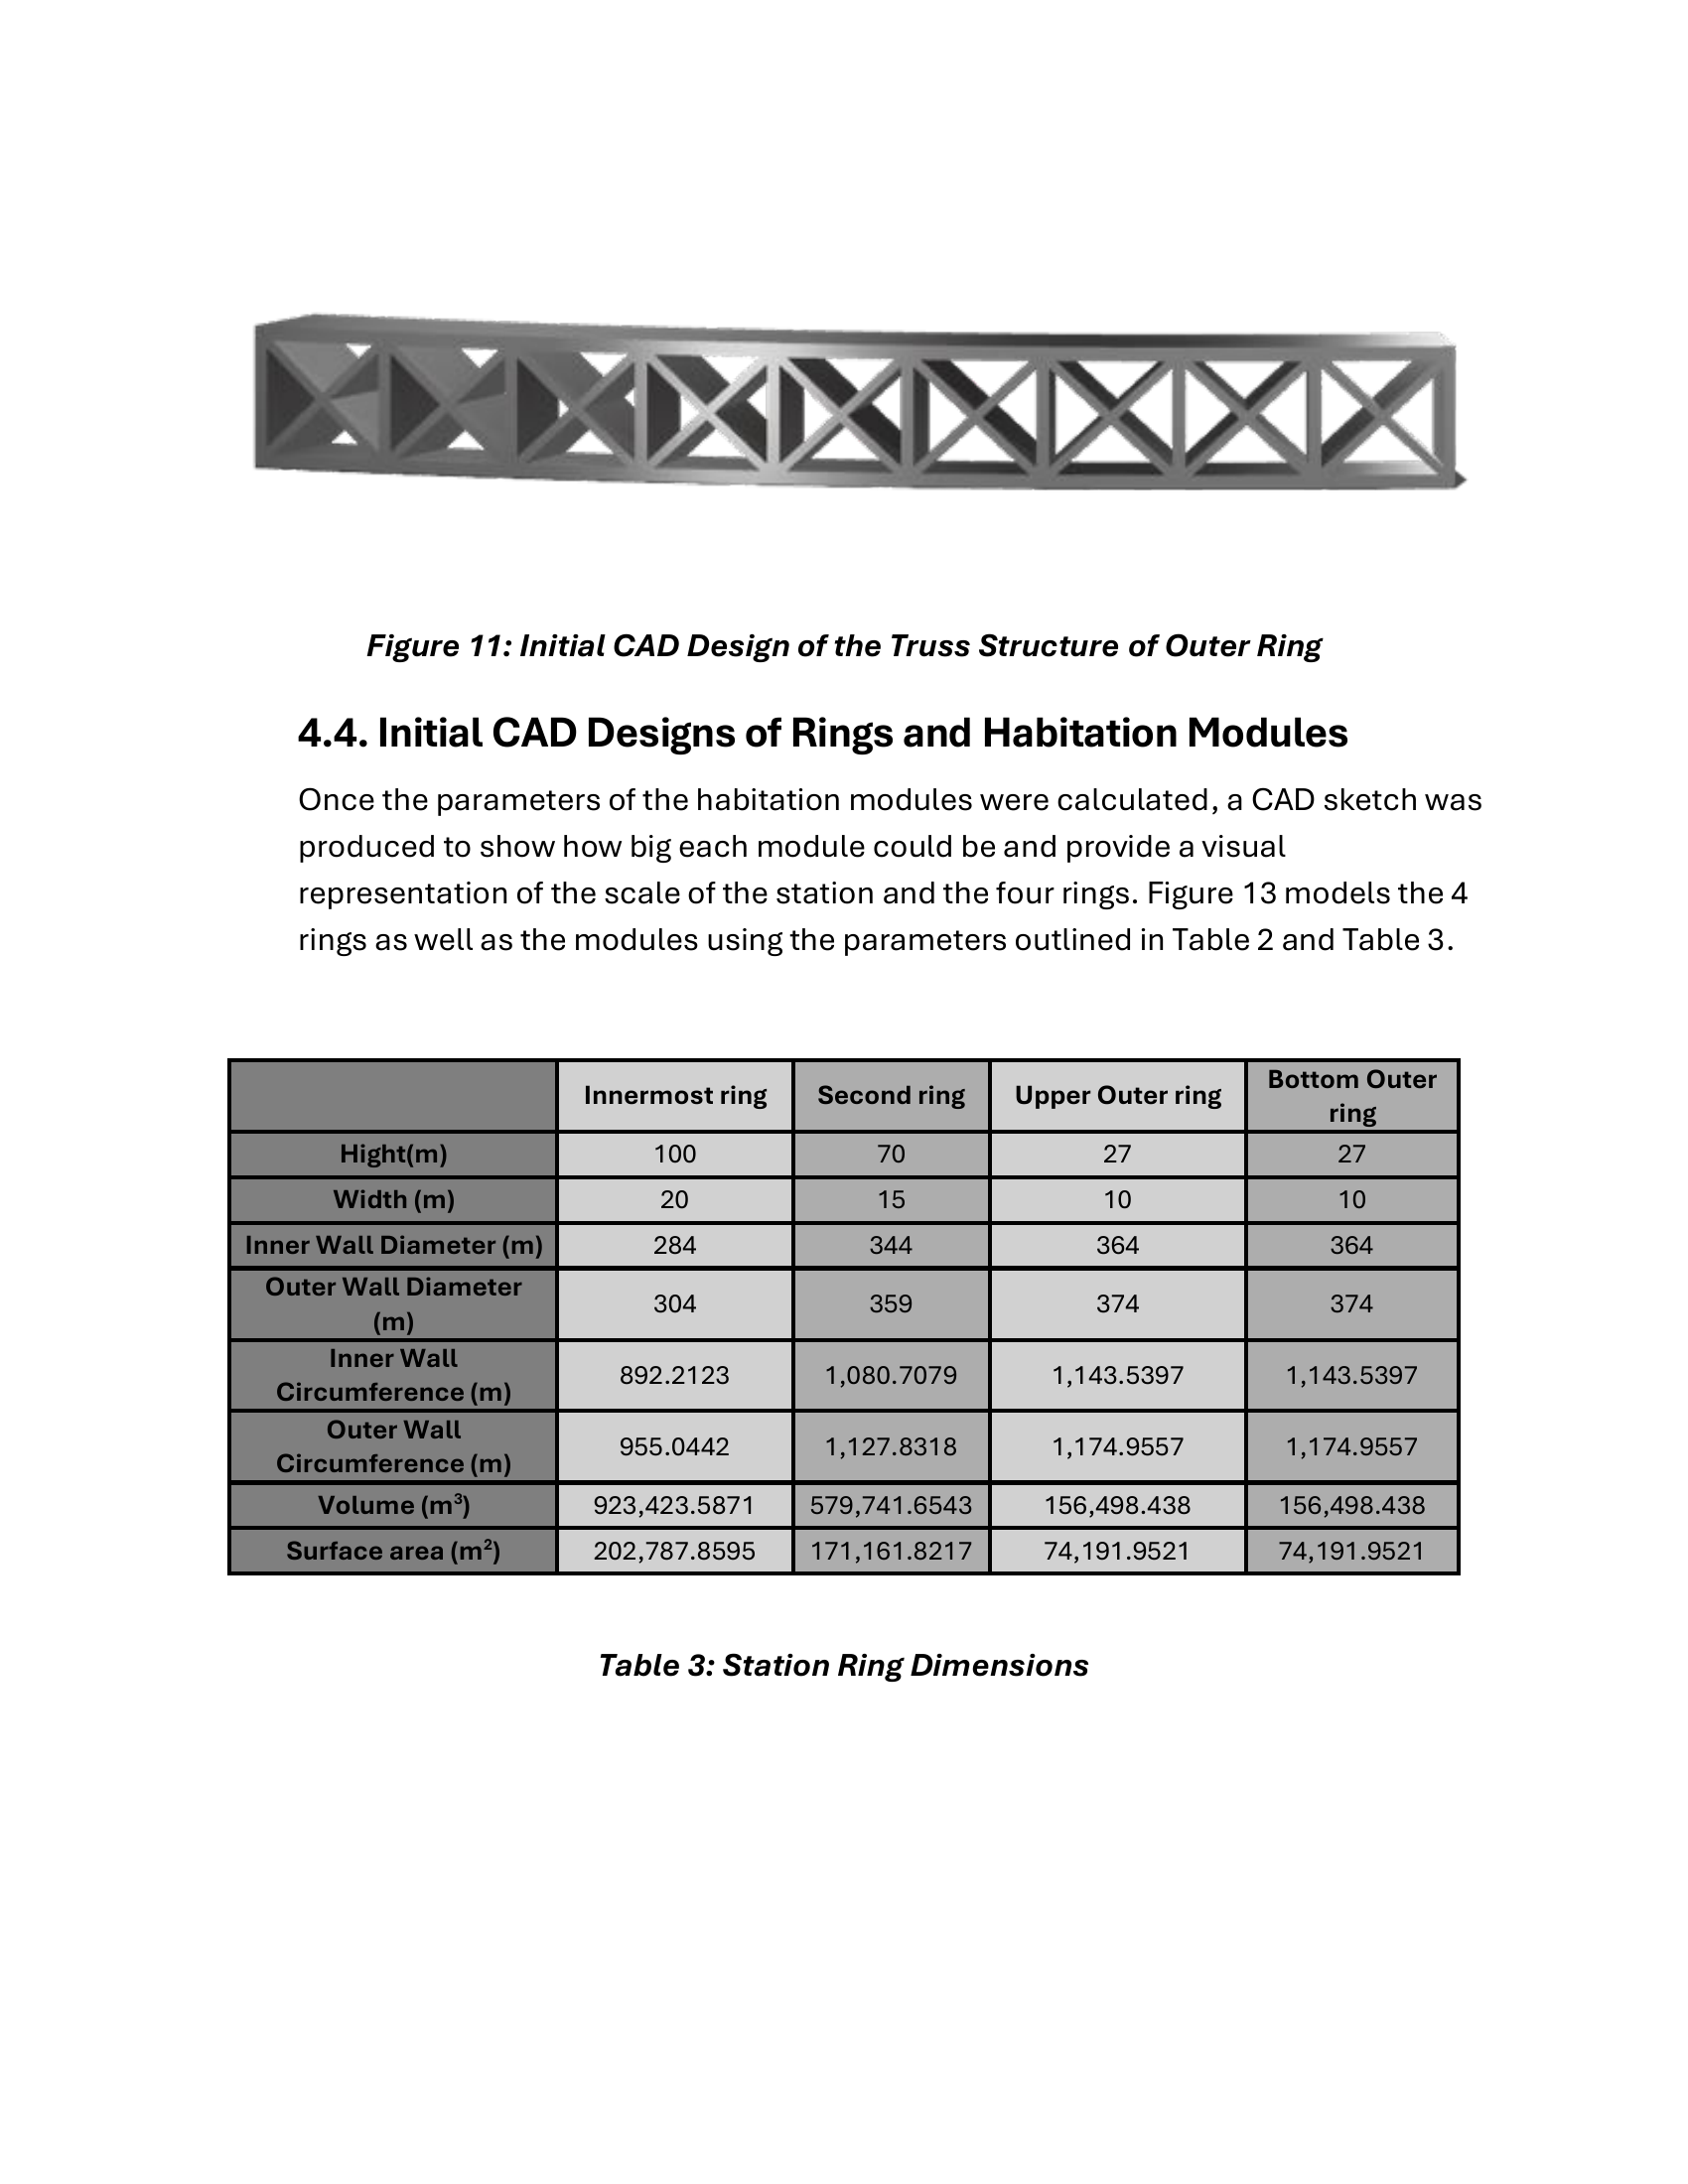 Figure 11: Initial CAD Design of the Truss Structure of Outer Ring
4.4. Initial CAD Designs of Rings and Habitation Modules
Once the parameters of the habitation modules were calculated, a CAD sketch was
produced to show how big each module could be and provide a visual
representation of the scale of the station and the four rings. Figure 13 models the 4
rings as well as the modules using the parameters outlined in Table 2 and Table 3.
Innermost ring Second ring Upper Outer ring Bottom Outer
ring
Hight(m) 100 70 27 27
Width (m) 20 15 10 10
Inner Wall Diameter (m) 284 344 364 364
Outer Wall Diameter
(m) 304 359 374 374
Inner Wall
Circumference (m) 892.2123 1,080.7079 1,143.5397 1,143.5397
Outer Wall
Circumference (m) 955.0442 1,127.8318 1,174.9557 1,174.9557
Volume (m³) 923,423.5871 579,741.6543 156,498.438 156,498.438
Surface area (m²) 202,787.8595 171,161.8217 74,191.9521 74,191.9521
Table 3: Station Ring Dimensions